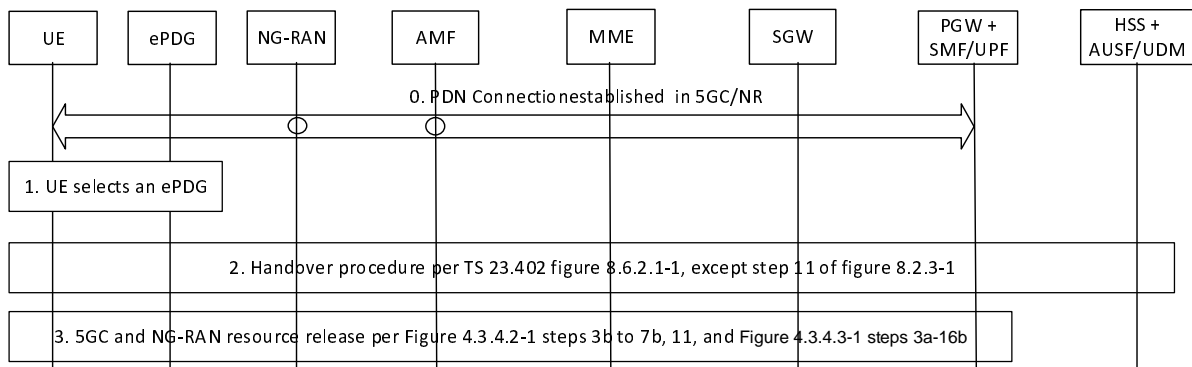 UE
ePDG
NG-RAN
AMF
MME
SGW
PGW +
SMF/UPF
HSS +
AUSF/UDM
0. PDN Connectionestablished in 5GC/NR
1. UE selects an ePDG
2. Handover procedure per TS 23.402 figure 8.6.2.1-1, except step 11 of figure 8.2.3-1
3. 5GC and NG-RAN resource release per Figure 4.3.4.2-1 steps 3b to 7b, 11, and Figure 4.3.4.3-1 steps 3a-16b